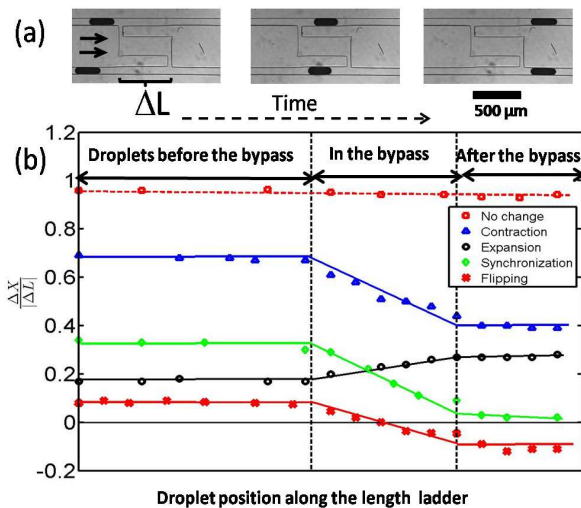 (a)
ΔL
Time
500 µm
(b)
Droplets before the bypass
In the bypass
After the bypass
1.2
1
0.8
0.6
0.4
0.2
0
-0.2
ΔX
|ΔL|
No change
Contraction
Expansion
Synchronization
Flipping
Droplet position along the length ladder